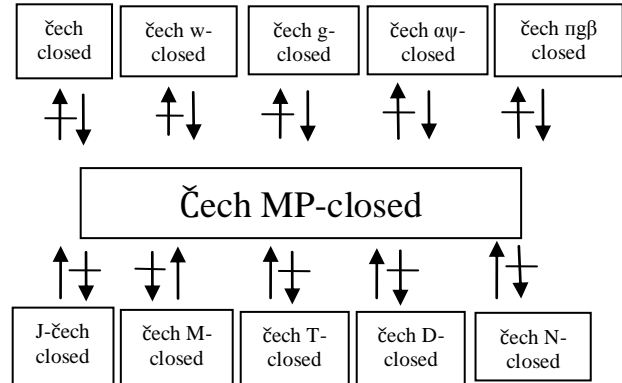 čech
closed
čech w-
closed
čech g-
closed
čech αψ-
closed
čech πgβ
closed
Čech MP-closed
J-čech
closed
čech M-
closed
čech T-
closed
čech D-
closed
čech N-
closed